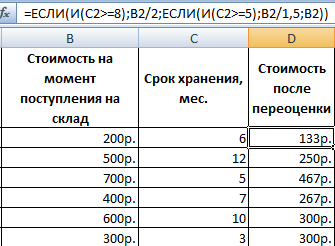 fx =ЕСЛИ(И(C2>=8);B2/2;ЕСЛИ(И(C2>=5);B2/1,5;B2))
B C D
Стоимость на
момент
поступления на
склад
Срок хранения,
мес.
Стоимость
после
переоценки
200р. 6 133р.
500р. 12 250р.
700р. 5 467р.
400р. 7 267р.
600р. 10 300р.
300р. 3 300р.